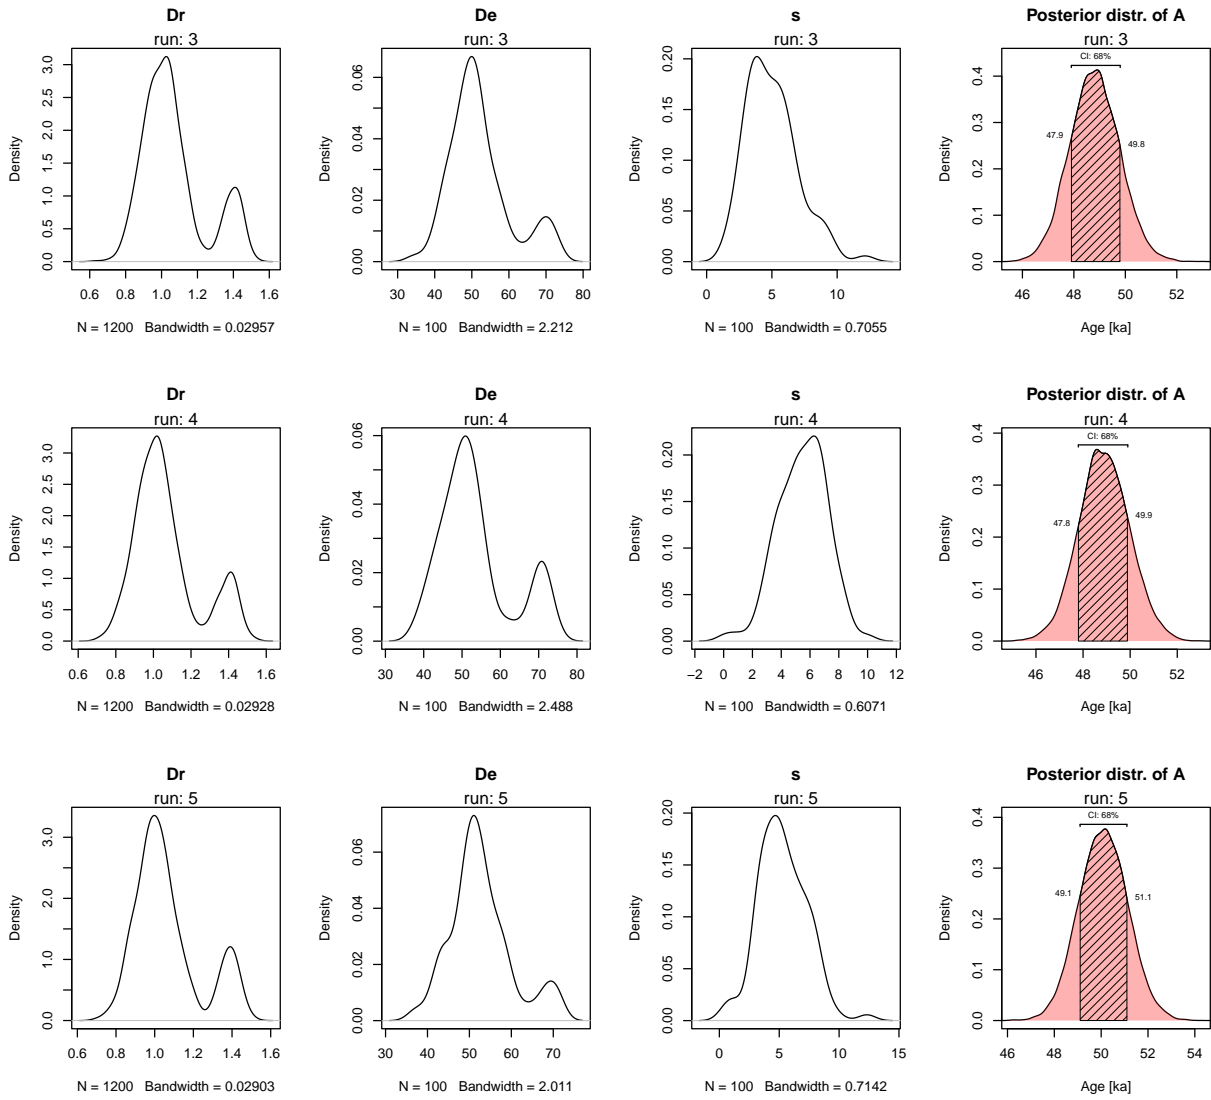 Dr
run: 3
Density
0.0 0.5 1.0 1.5 2.0 2.5 3.0
0.6 0.8 1.0 1.2 1.4 1.6
N = 1200 Bandwidth = 0.02957
De
run: 3
Density
0.00 0.02 0.04 0.06
30 40 50 60 70 80
N = 100 Bandwidth = 2.212
s
run: 3
Density
0.00 0.05 0.10 0.15 0.20
0 5 10
N = 100 Bandwidth = 0.7055
Posterior distr. of A
run: 3
CI: 68%
47.9
49.8
Density
0.0 0.1 0.2 0.3 0.4
46 48 50 52
Age [ka]
Dr
run: 4
Density
0.0 0.5 1.0 1.5 2.0 2.5 3.0
0.6 0.8 1.0 1.2 1.4 1.6
N = 1200 Bandwidth = 0.02928
De
run: 4
Density
0.00 0.02 0.04 0.06
30 40 50 60 70 80
N = 100 Bandwidth = 2.488
s
run: 4
Density
0.00 0.05 0.10 0.15 0.20
−2 0 2 4 6 8 10 12
N = 100 Bandwidth = 0.6071
Posterior distr. of A
run: 4
CI: 68%
47.8
49.9
Density
0.0 0.1 0.2 0.3 0.4
46 48 50 52
Age [ka]
Dr
run: 5
Density
0.0 1.0 2.0 3.0
0.6 0.8 1.0 1.2 1.4 1.6
N = 1200 Bandwidth = 0.02903
De
run: 5
Density
0.00 0.02 0.04 0.06
30 40 50 60 70
N = 100 Bandwidth = 2.011
s
run: 5
Density
0.00 0.05 0.10 0.15 0.20
0 5 10 15
N = 100 Bandwidth = 0.7142
Posterior distr. of A
run: 5
CI: 68%
49.1
51.1
Density
0.0 0.1 0.2 0.3 0.4
46 48 50 52 54
Age [ka]